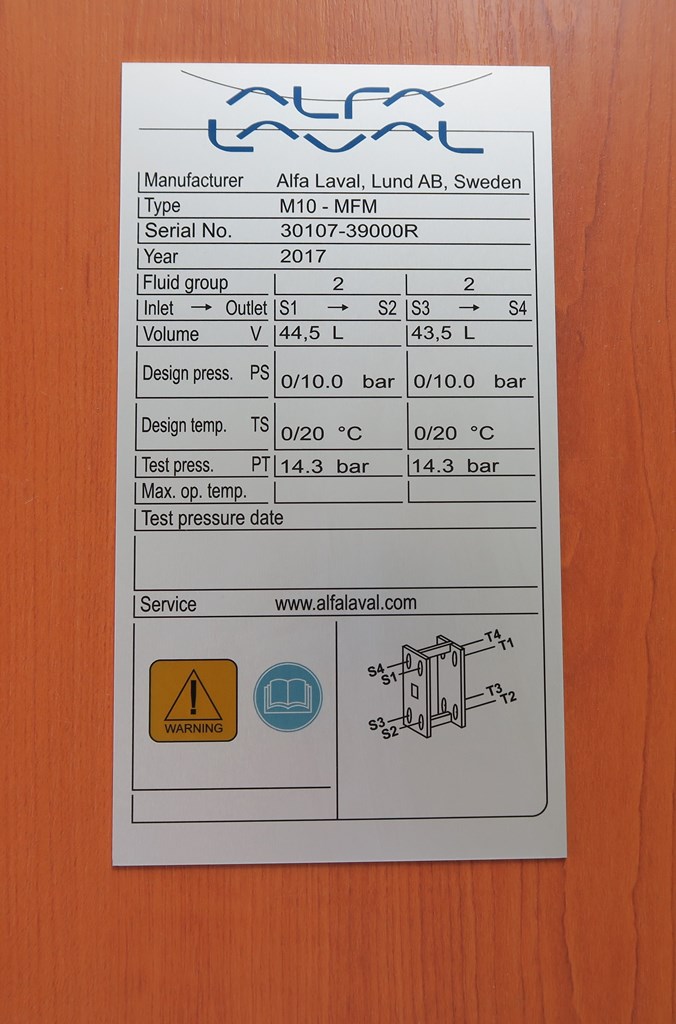 ALFA
LAVAL
Manufacturer Alfa Laval, Lund AB, Sweden
Type M10 - MFM
Serial No. 30107-39000R
Year 2017
Fluid group 2 2
Inlet → Outlet S1 → S2 S3 → S4
Volume V 44,5 L 43,5 L
Design press. PS 0/10.0 bar 0/10.0 bar
Design temp. TS 0/20 °C 0/20 °C
Test press. PT 14.3 bar 14.3 bar
Max. op. temp.
Test pressure date
Service www.alfalaval.com
WARNING
T4
T1
S4
S1
T3
T2
S3
S2